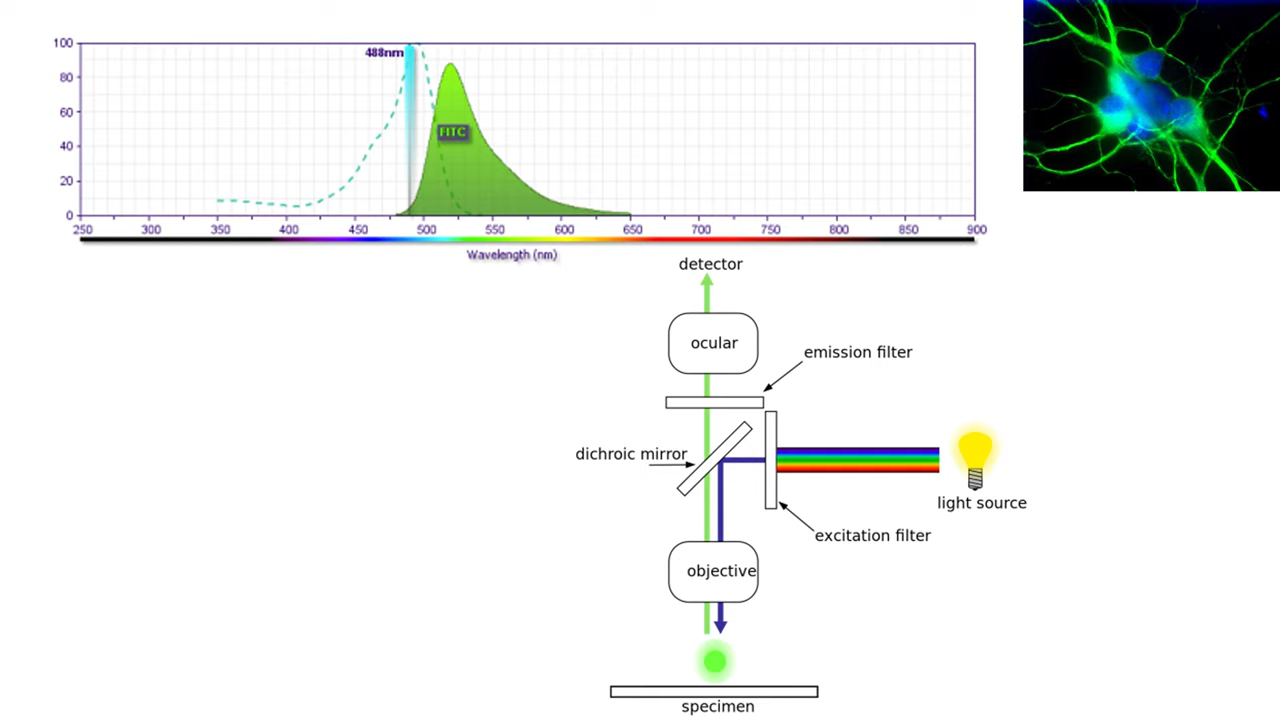 100
80
60
40
20
0
488nm
FITC
250 300 350 400 450 500 550 600 650 700 750 800 850 900
Wavelength (nm)
detector
ocular
emission filter
dichroic mirror
light source
excitation filter
objective
specimen